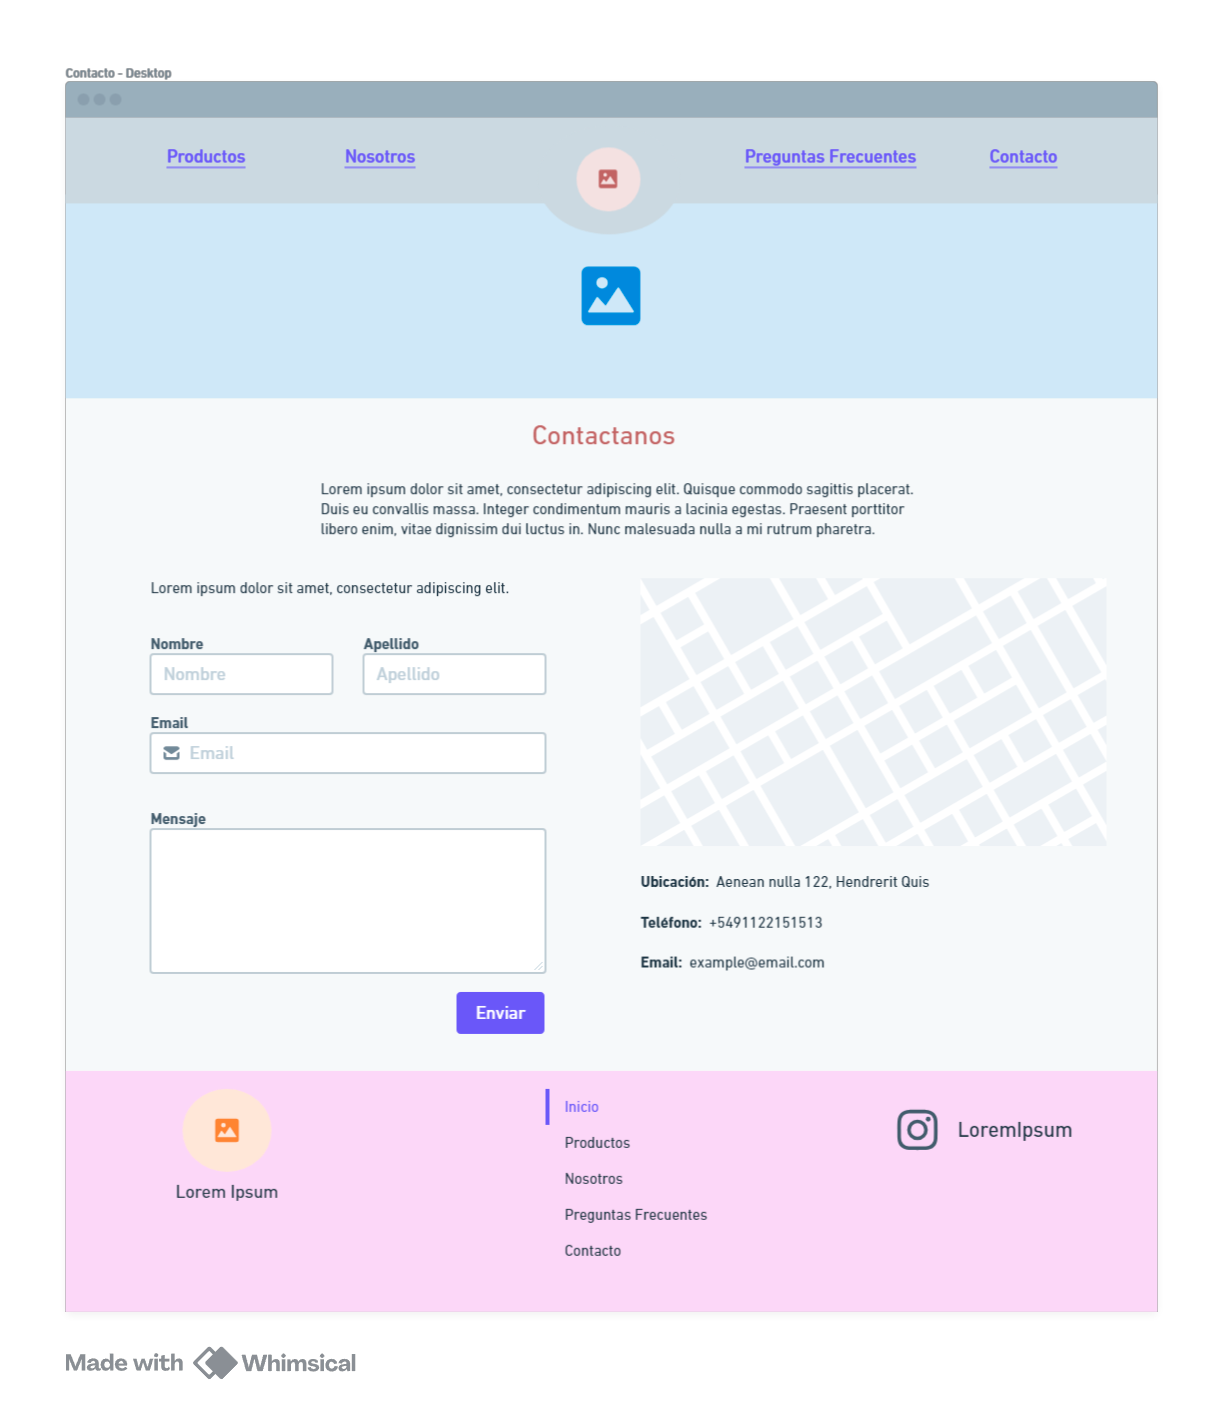 Contacto - Desktop
Productos
Nosotros
Preguntas Frecuentes
Contacto
Contactanos
Lorem ipsum dolor sit amet, consectetur adipiscing elit. Quisque commodo sagittis placerat.
Duis eu convallis massa. Integer condimentum mauris a lacinia egestas. Praesent porttitor
libero enim, vitae dignissim dui luctus in. Nunc malesuada nulla a mi rutrum pharetra.
Lorem ipsum dolor sit amet, consectetur adipiscing elit.
Nombre
Apellido
Nombre
Apellido
Email
Email
Mensaje
Enviar
Ubicación: Aenean nulla 122, Hendrerit Quis
Teléfono: +5491122151513
Email: example@email.com
Lorem Ipsum
Inicio
Productos
Nosotros
Preguntas Frecuentes
Contacto
LoremIpsum
Made with Whimsical